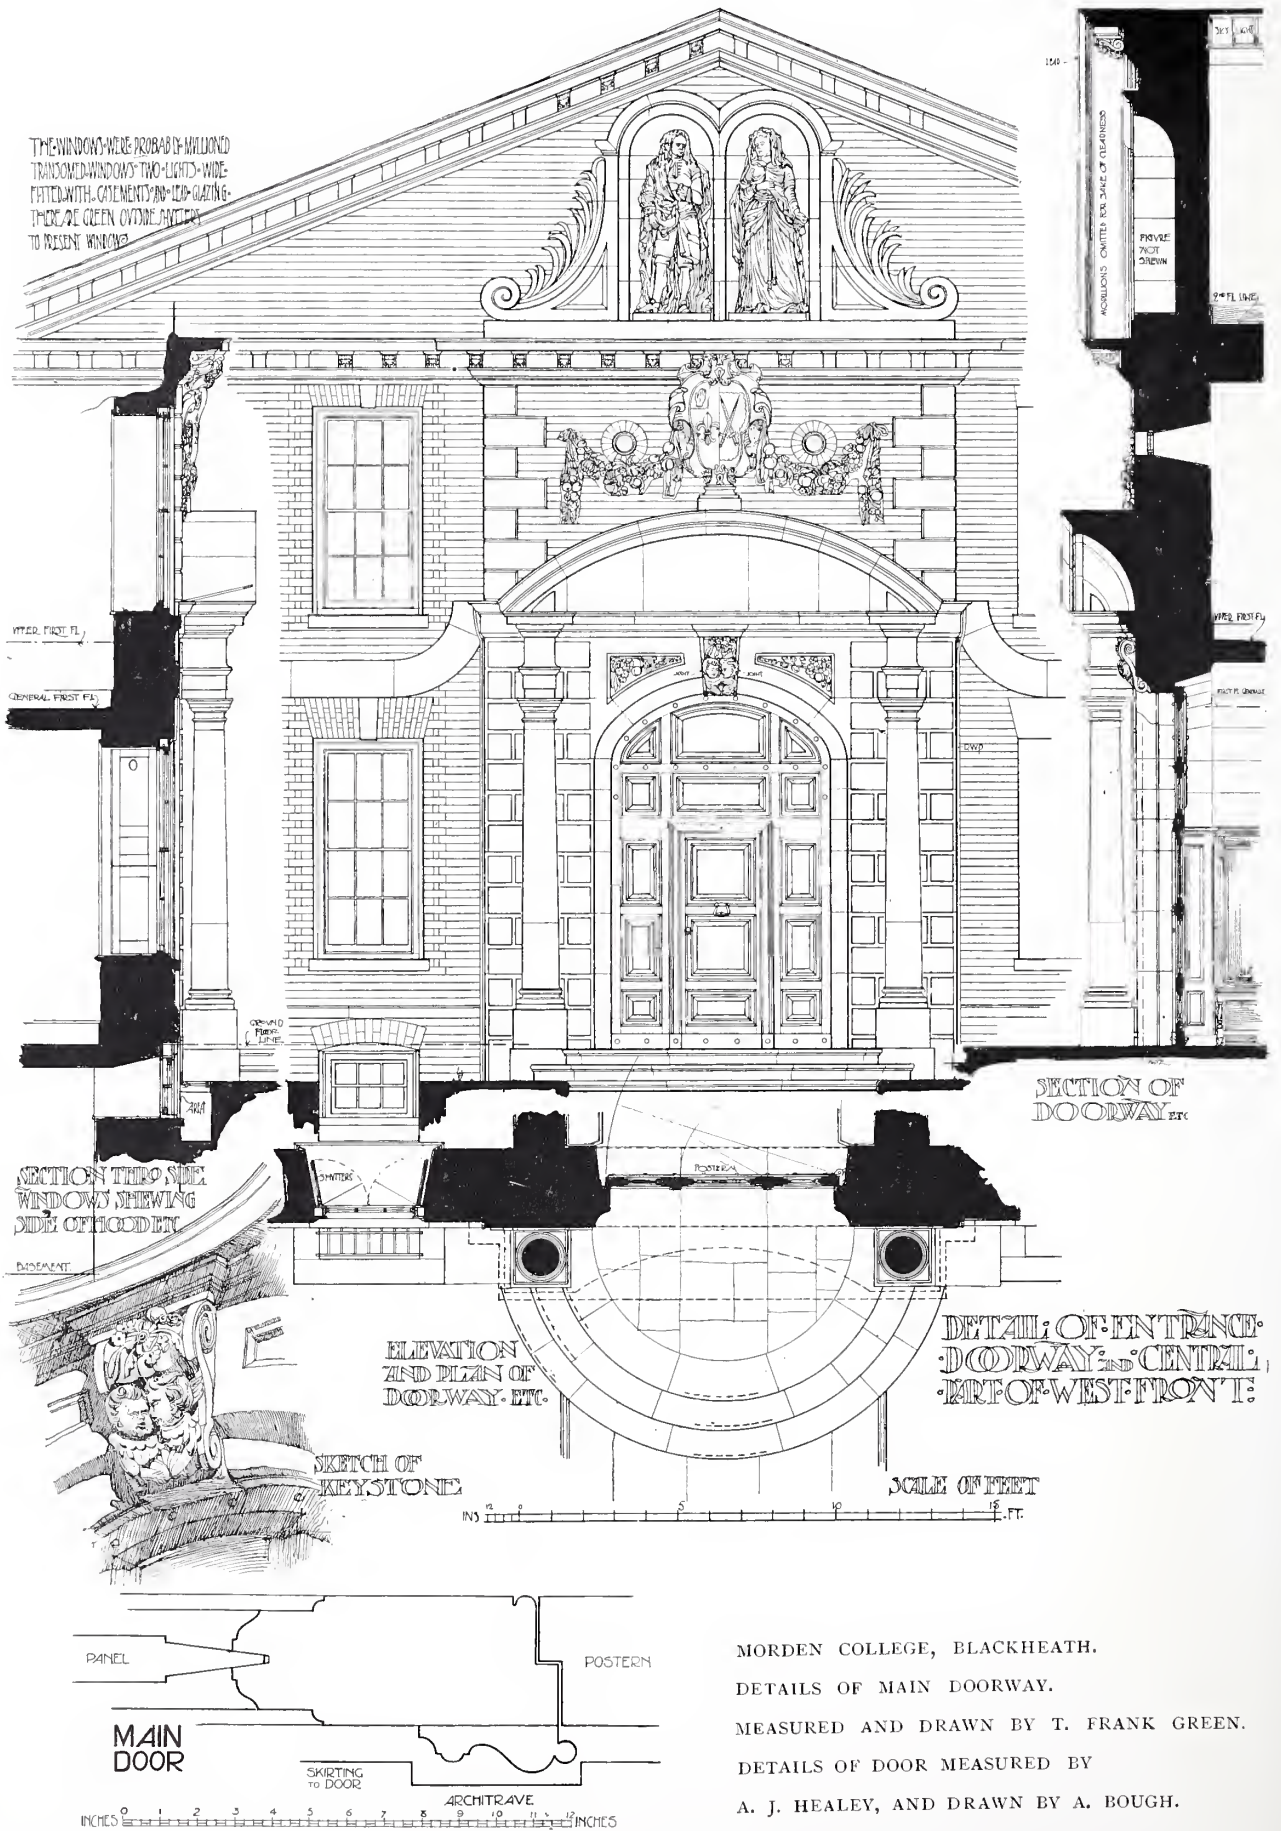 THE·WINDOWS·WERE·PROBABLY·MULLIONED
TRANSOMED·WINDOWS·TWO·LIGHTS·WIDE·
FITTED·WITH·CASEMENTS·AND·LEAD·GLAZING·
THERE ARE GREEN OUTSIDE SHUTTERS
TO PRESENT WINDOWS
SKY LIGHT
MODILLIONS OMITTED FOR SAKE OF CLEARNESS
FIGURE
NOT
SHEWN
2ND FL LINE
UPPER FIRST FL
GENERAL FIRST FL
UPPER FIRST FL
FIRST FL GENERALLY
JOINT
JOINT
RWP
GROUND
FLOOR
LINE
AREA
SECTION OF
DOORWAY ETC
SECTION THRO SIDE
WINDOWS SHEWING
SIDE OF HOOD ETC
SHUTTERS
POSTERN
BASEMENT
ELEVATION
AND PLAN OF
DOORWAY· ETC·
DETAIL: OF·ENTRANCE·
·DOORWAY·AND·CENTRAL·
·PART·OF·WEST·FRONT:
SKETCH OF
KEYSTONE
SCALE OF FEET
INS 12 0 5 10 15 FT.
PANEL
POSTERN
MAIN
DOOR
SKIRTING
TO DOOR
ARCHITRAVE
INCHES 0 1 2 3 4 5 6 7 8 9 10 11 12 INCHES
MORDEN COLLEGE, BLACKHEATH.
DETAILS OF MAIN DOORWAY.
MEASURED AND DRAWN BY T. FRANK GREEN.
DETAILS OF DOOR MEASURED BY
A. J. HEALEY, AND DRAWN BY A. BOUGH.